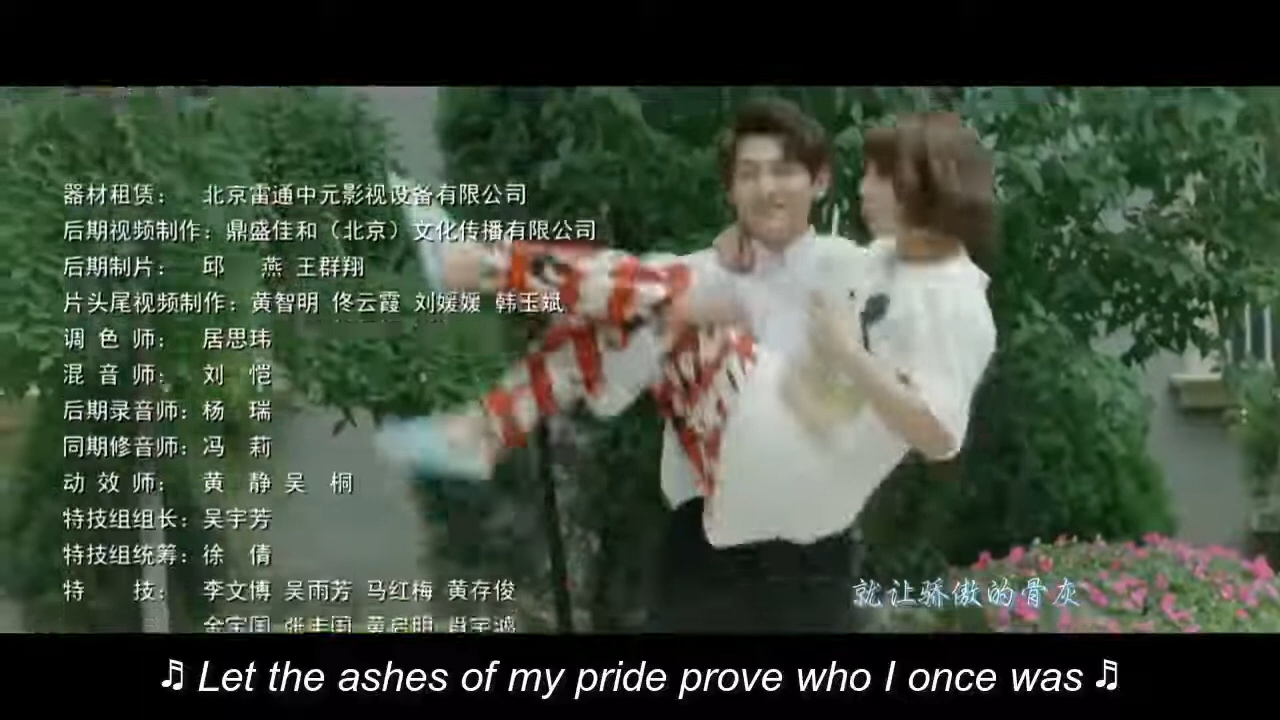 器材租赁： 北京雷通中元影视设备有限公司
后期视频制作：鼎盛佳和（北京）文化传播有限公司
后期制片： 邱 燕 王群翔
片头尾视频制作：黄智明 佟云霞 刘媛媛 韩玉斌
调 色 师： 居思玮
混 音 师： 刘 恺
后期录音师：杨 瑞
同期修音师：冯 莉
动 效 师： 黄 静 吴 桐
特技组组长：吴宇芳
特技组统筹：徐 倩
特 技： 李文博 吴雨芳 马红梅 黄存俊
就让骄傲的骨灰
♫ Let the ashes of my pride prove who I once was ♫